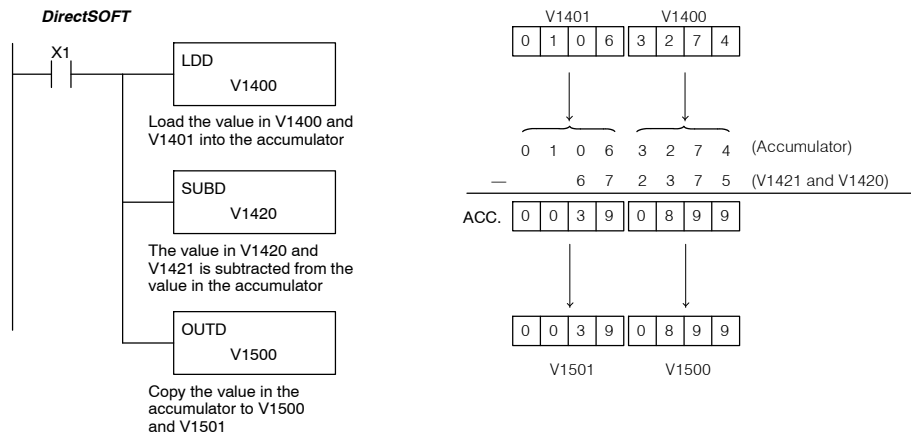 DirectSOFT
X1
LDD
V1400
Load the value in V1400 and
V1401 into the accumulator
SUBD
V1420
The value in V1420 and
V1421 is subtracted from the
value in the accumulator
OUTD
V1500
Copy the value in the
accumulator to V1500
and V1501
V1401 V1400
0 1 0 6 3 2 7 4
0 1 0 6 3 2 7 4 (Accumulator)
— 6 7 2 3 7 5 (V1421 and V1420)
ACC. 0 0 3 9 0 8 9 9
0 0 3 9 0 8 9 9
V1501 V1500